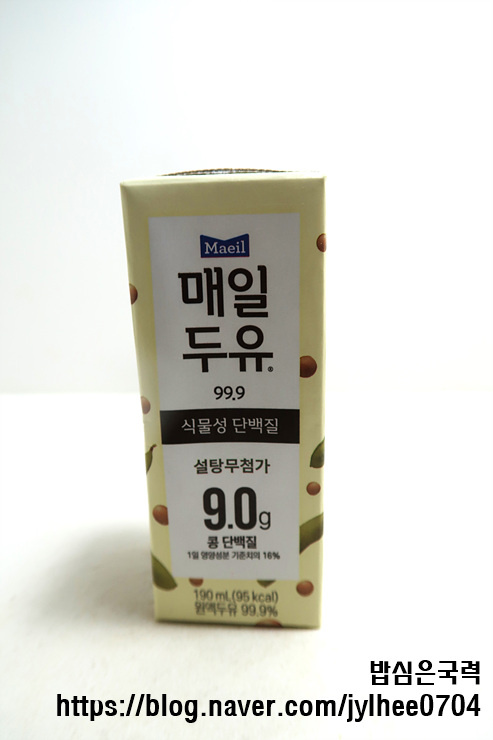 Maeil
매일
두유®
99.9
식물성 단백질
설탕무첨가
9.0g
콩 단백질
1일 영양성분 기준치의 16%
190 mL(95 kcal)
원액두유 99.9%
밥심은국력
https://blog.naver.com/jylhee0704